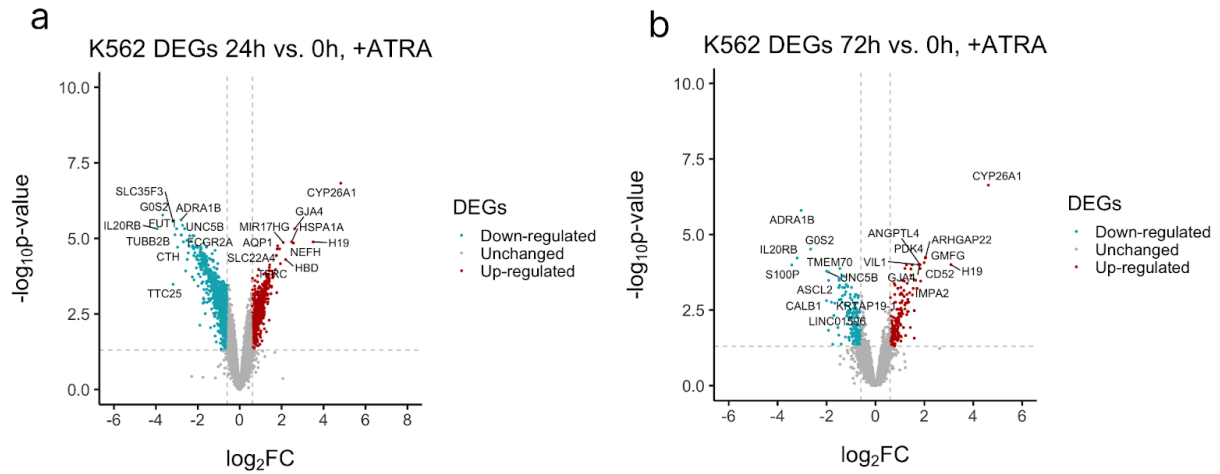 a
K562 DEGs 24h vs. 0h, +ATRA
10.0
7.5
5.0
2.5
0.0
-log10p-value
SLC35F3
G0S2
ADRA1B
IL20RB
FUT1
UNC5B
TUBB2B
FCGR2A
CTH
TTC25
CYP26A1
GJA4
MIR17HG
HSPA1A
AQP1
H19
NEFH
SLC22A4
HBD
TFRC
-6 -4 -2 0 2 4 6 8
log2FC
DEGs
Down-regulated
Unchanged
Up-regulated
b
K562 DEGs 72h vs. 0h, +ATRA
10.0
7.5
5.0
2.5
0.0
-log10p-value
CYP26A1
ADRA1B
ANGPTL4
G0S2
ARHGAP22
IL20RB
PDK4
GMFG
TMEM70
VIL1
S100P
UNC5B
GJA4
CD52
H19
ASCL2
IMPA2
CALB1
KRTAP19-1
LINC01506
-6 -4 -2 0 2 4 6
log2FC
DEGs
Down-regulated
Unchanged
Up-regulated